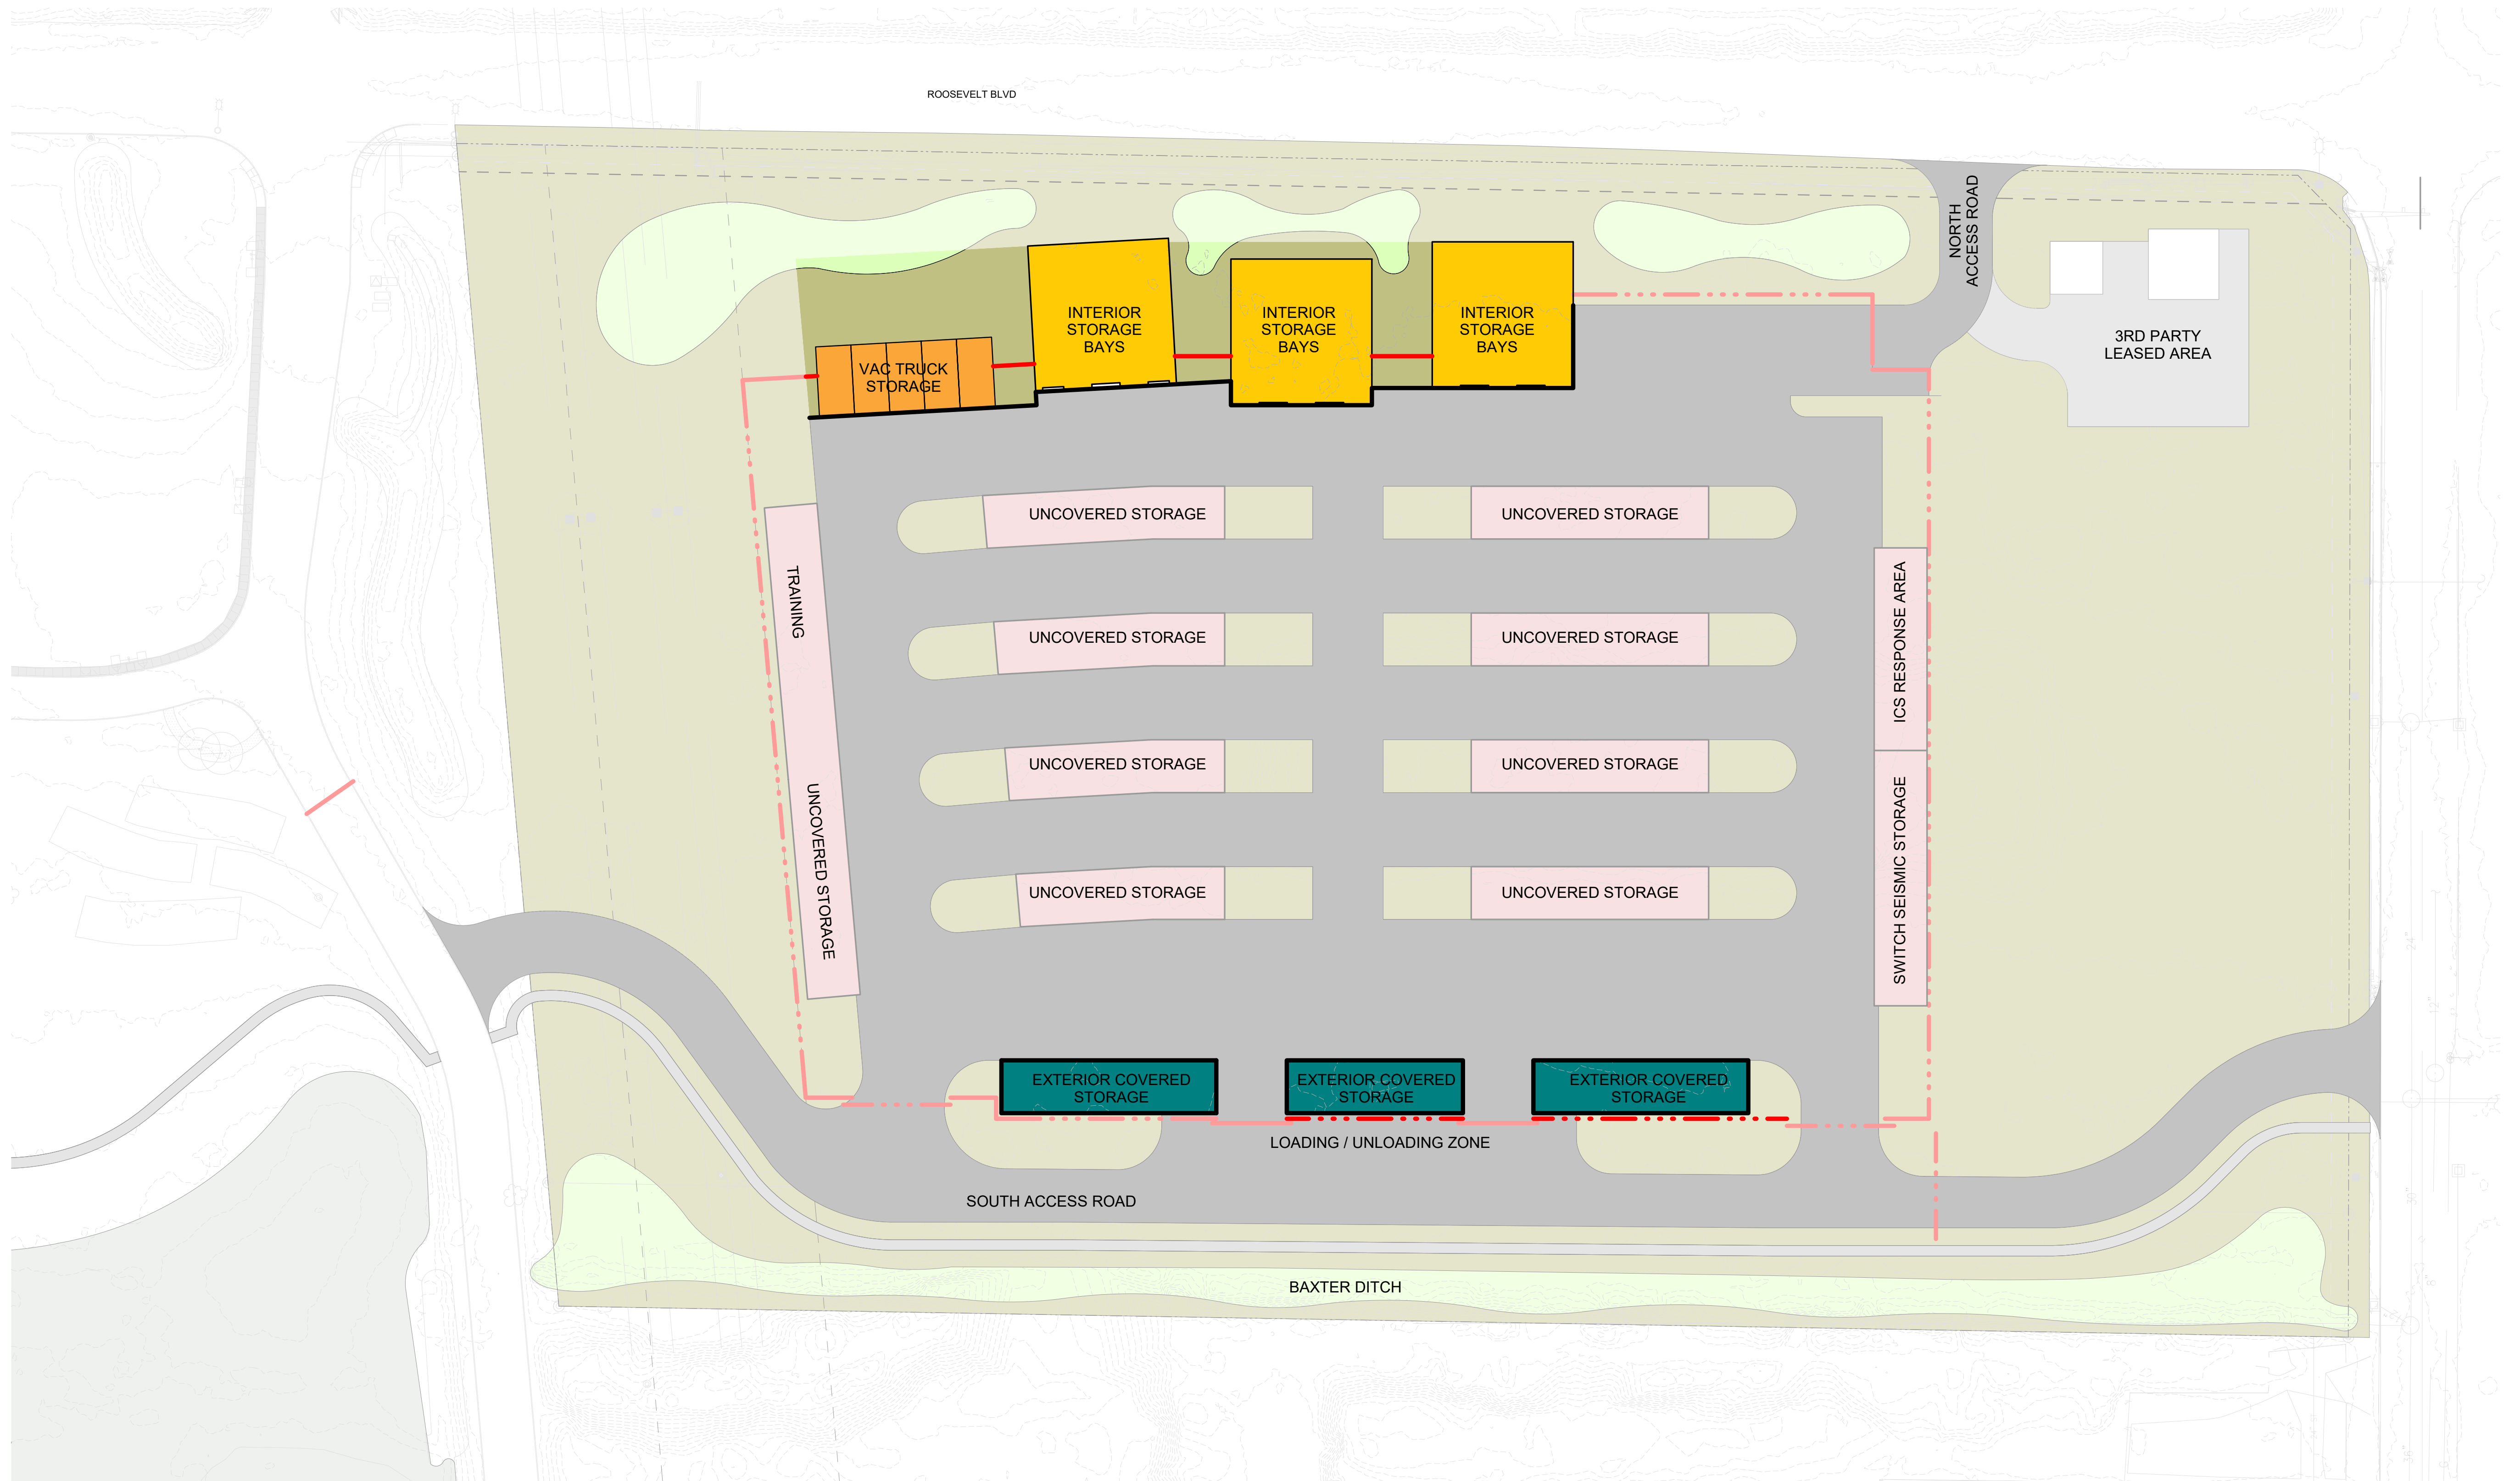 ROOSEVELT BLVD
NORTH
ACCESS ROAD
INTERIOR
STORAGE
BAYS
INTERIOR
STORAGE
BAYS
INTERIOR
STORAGE
BAYS
3RD PARTY
LEASED AREA
VAC TRUCK
STORAGE
UNCOVERED STORAGE
UNCOVERED STORAGE
TRAINING
UNCOVERED STORAGE
UNCOVERED STORAGE
ICS RESPONSE AREA
UNCOVERED STORAGE
UNCOVERED STORAGE
UNCOVERED STORAGE
SWITCH SEISMIC STORAGE
UNCOVERED STORAGE
UNCOVERED STORAGE
EXTERIOR COVERED
STORAGE
EXTERIOR COVERED
STORAGE
EXTERIOR COVERED
STORAGE
LOADING / UNLOADING ZONE
SOUTH ACCESS ROAD
BAXTER DITCH